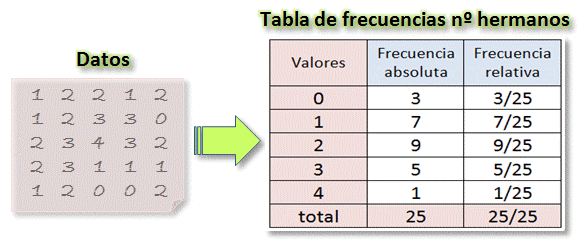 Datos
1 2 2 1 2
1 2 3 3 0
2 3 4 3 2
2 3 1 1 1
1 2 0 0 2
Tabla de frecuencias nº hermanos
Valores Frecuencia absoluta Frecuencia relativa
0 3 3/25
1 7 7/25
2 9 9/25
3 5 5/25
4 1 1/25
total 25 25/25